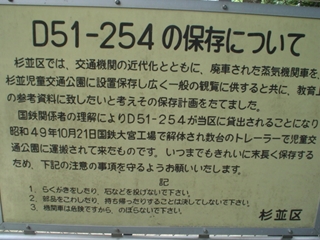 D51-254の保存について
杉並区では、交通機関の近代化とともに、廃車された蒸気機関車を、
杉並児童交通公園に設置保存し広く一般の観覧に供すると共に、教育上
の参考資料に致したいと考えその保存計画をたてました。
国鉄関係者の理解によりD51-254が当区に貸出されることになり
昭和49年10月21日国鉄大宮工場で解体され数台のトレーラーで児童交
通公園に運搬されて来たものです。いつまでもきれいに末長く保存する
ため、下記の注意の事項を守るようお願いいたします。
記
1、らくがきをしたり、石などを投げないで下さい。
2、部品をこわしたり、持ち帰ったりすることは決してしないで下さい。
3、機関車は危険ですから、のぼらないで下さい。
杉並区